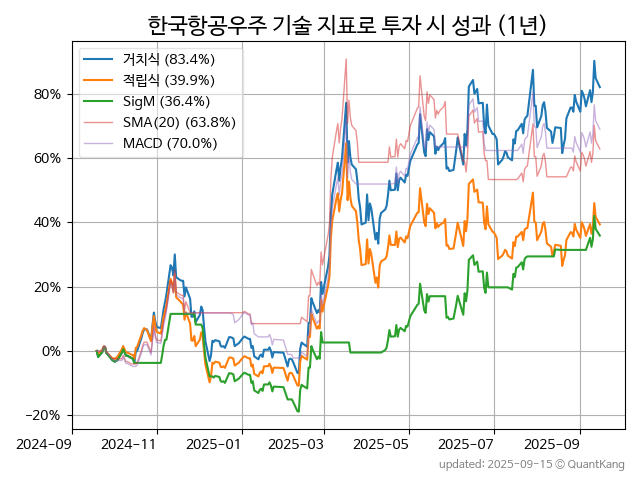 한국항공우주 기술 지표로 투자 시 성과 (1년)
거치식 (83.4%)
적립식 (39.9%)
SigM (36.4%)
SMA(20) (63.8%)
MACD (70.0%)
80%
60%
40%
20%
0%
−20%
2024-09 2024-11 2025-01 2025-03 2025-05 2025-07 2025-09
updated: 2025-09-15 © QuantKang